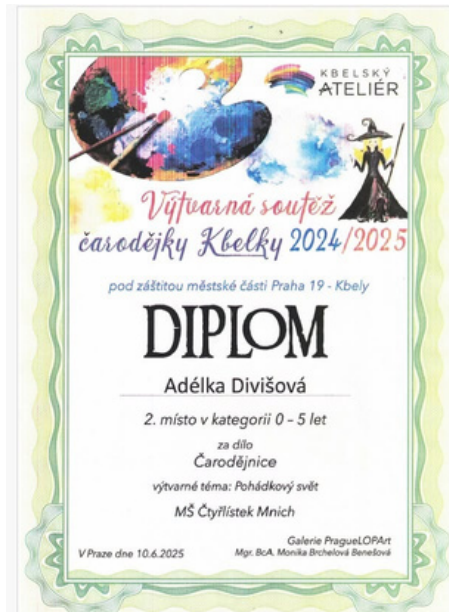 KBELSKÝ
ATELIÉR
Výtvarná soutěž
čarodějky Kbelky 2024/2025
pod záštitou městské části Praha 19 - Kbely
DIPLOM
Adélka Divišová
2. místo v kategorii 0 – 5 let
za dílo
Čarodějnice
výtvarné téma: Pohádkový svět
MŠ Čtyřlístek Mnich
Galerie PragueLOPArt
V Praze dne 10.6.2025
Mgr. BcA. Monika Brchelová Benešová